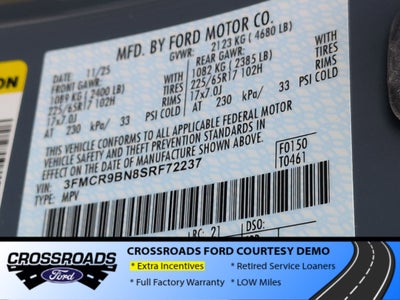 MFD. BY FORD MOTOR CO.
DATE: 11/25
GVWR: 2123 KG ( 4680 LB)
FRONT GAWR:
1089 KG ( 2400 LB)
225/65R17 102H
17x7.0J
AT 230 kPa/ 33
WITH
TIRES
RIMS
PSI COLD
REAR GAWR:
1082 KG ( 2385 LB)
225/65R17 102H
17x7.0J
AT 230 kPa/ 33
WITH
TIRES
RIMS
PSI COLD
THIS VEHICLE CONFORMS TO ALL APPLICABLE FEDERAL MOTOR
VEHICLE SAFETY AND THEFT PREVENTION STANDARDS IN
EFFECT ON THE DATE OF MANUFACTURE SHOWN ABOVE.
VIN: 3FMCR9BN8SRF72237
TYPE: MPV
F0150
T0461
DSO:
CROSSROADS
Ford
CROSSROADS FORD COURTESY DEMO
* Extra Incentives
* Retired Service Loaners
* Full Factory Warranty
* LOW Miles